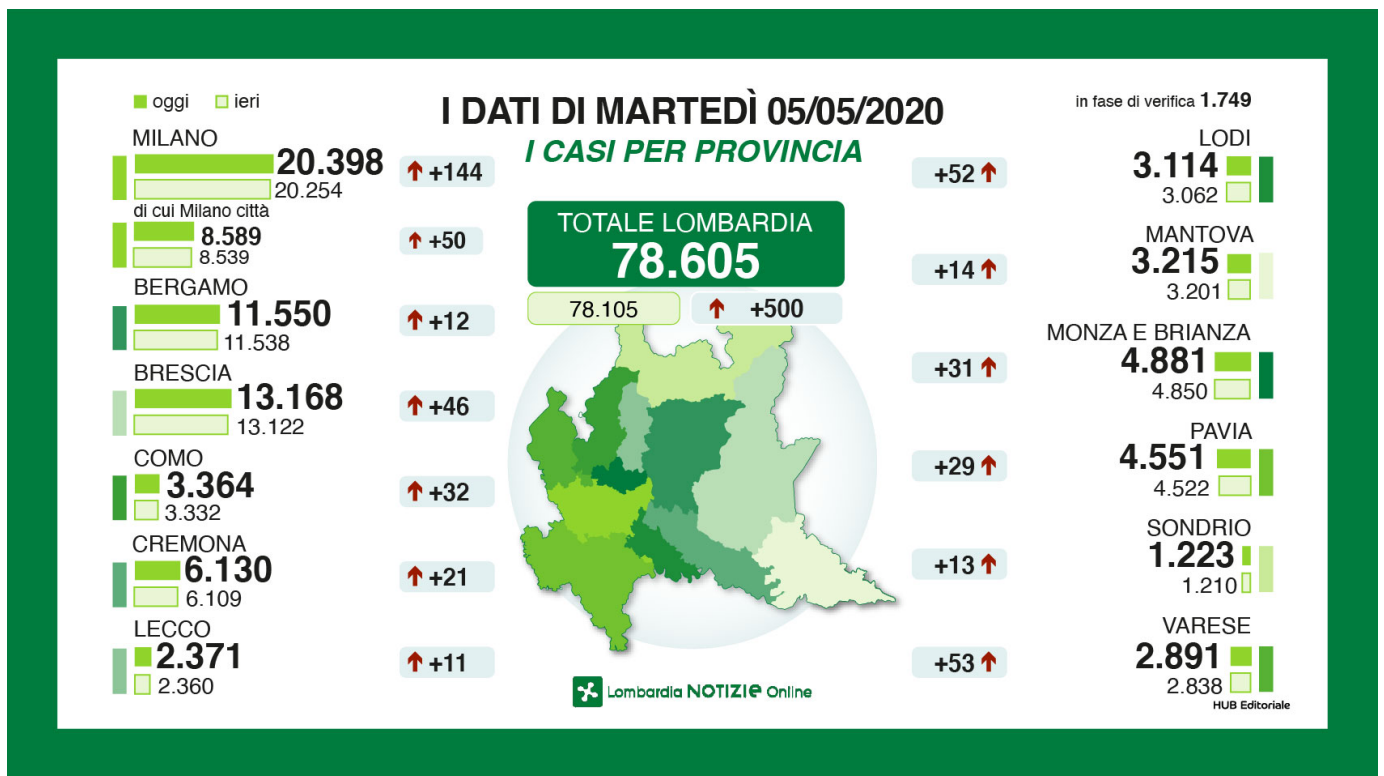 oggi ieri
I DATI DI MARTEDÌ 05/05/2020
I CASI PER PROVINCIA
in fase di verifica 1.749
MILANO
20.398
20.254
+144
di cui Milano città
8.589
8.539
+50
BERGAMO
11.550
11.538
+12
BRESCIA
13.168
13.122
+46
COMO
3.364
3.332
+32
CREMONA
6.130
6.109
+21
LECCO
2.371
2.360
+11
TOTALE LOMBARDIA
78.605
78.105 +500
LODI
3.114
3.062
+52
MANTOVA
3.215
3.201
+14
MONZA E BRIANZA
4.881
4.850
+31
PAVIA
4.551
4.522
+29
SONDRIO
1.223
1.210
+13
VARESE
2.891
2.838
+53
Lombardia NOTIZIe Online
HUB Editoriale